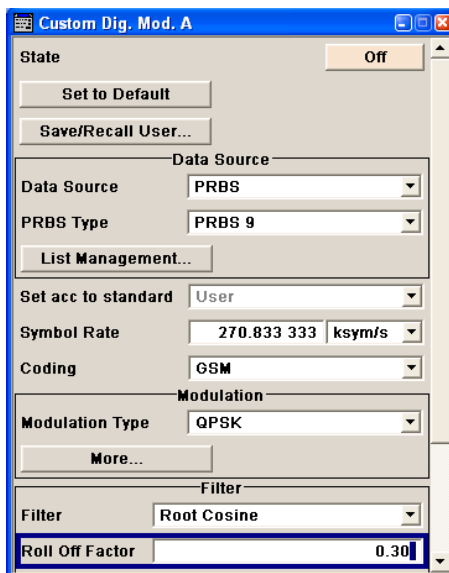 Custom Dig. Mod. A
State Off
Set to Default
Save/Recall User...
Data Source
Data Source PRBS
PRBS Type PRBS 9
List Management...
Set acc to standard User
Symbol Rate 270.833 333 ksym/s
Coding GSM
Modulation
Modulation Type QPSK
More...
Filter
Filter Root Cosine
Roll Off Factor 0.30